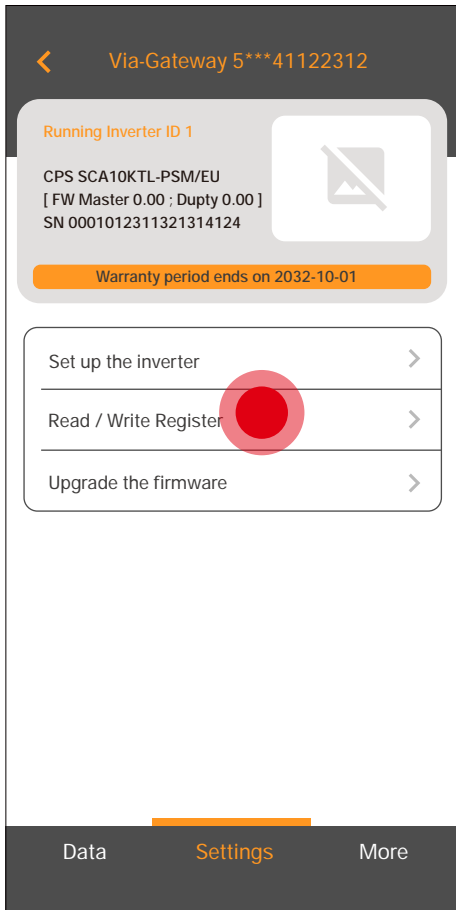 Via-Gateway 5***41122312
Running Inverter ID 1
CPS SCA10KTL-PSM/EU
[ FW Master 0.00 ; Dupty 0.00 ]
SN 0001012311321314124
Warranty period ends on 2032-10-01
Set up the inverter
Read / Write Register
Upgrade the firmware
Data Settings More